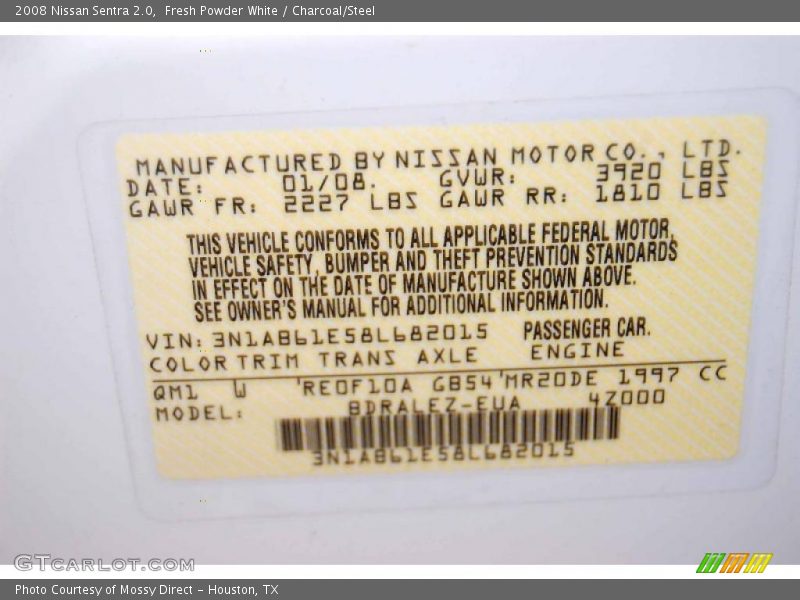 2008 Nissan Sentra 2.0,  Fresh Powder White / Charcoal/Steel
MANUFACTURED BY NISSAN MOTOR CO., LTD.
DATE: 01/08. GVWR: 3920 LBS
GAWR FR: 2227 LBS GAWR RR: 1810 LBS
THIS VEHICLE CONFORMS TO ALL APPLICABLE FEDERAL MOTOR,
VEHICLE SAFETY, BUMPER AND THEFT PREVENTION STANDARDS
IN EFFECT ON THE DATE OF MANUFACTURE SHOWN ABOVE.
SEE OWNER'S MANUAL FOR ADDITIONAL INFORMATION.
VIN: 3N1AB61E58L682015 PASSENGER CAR.
COLOR TRIM TRANS AXLE ENGINE
QM1 W 'RE0F10A GB54'MR20DE 1997 CC
MODEL: BDRALEZ-EUA 4Z000
3N1AB61E58L682015
GTCARLOT.COM
Photo Courtesy of Mossy Direct - Houston, TX